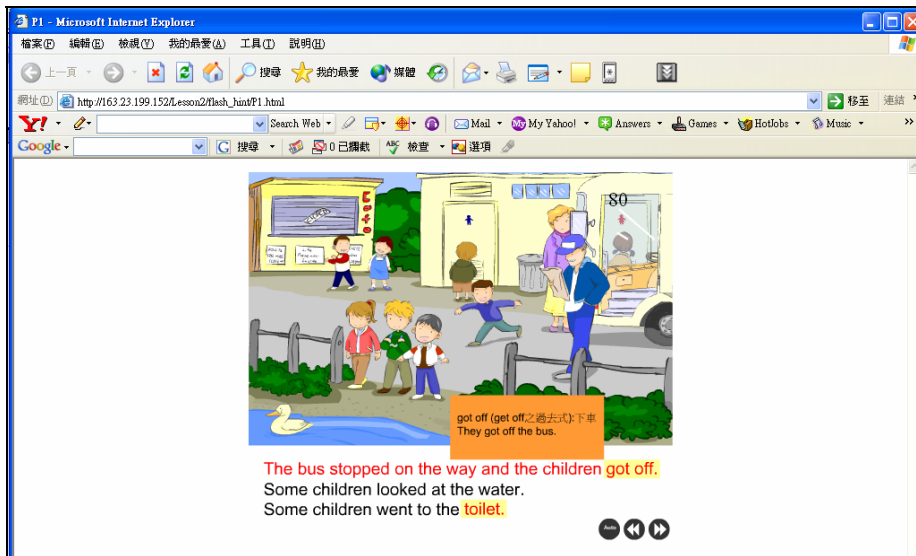 P1 - Microsoft Internet Explorer
檔案(F) 編輯(E) 檢視(V) 我的最愛(A) 工具(T) 說明(H)
上一頁 搜尋 我的最愛 媒體
網址(D) http://163.23.199.152/Lesson2/flash_hint/P1.html 移至 連結 »
Y! Search Web Mail My Yahoo! Answers Games HotJobs Music »
Google G 搜尋 0 已攔截 ABC 檢查 選項
80
got off (get off之過去式):下車
They got off the bus.
The bus stopped on the way and the children got off.
Some children looked at the water.
Some children went to the toilet.
Audio